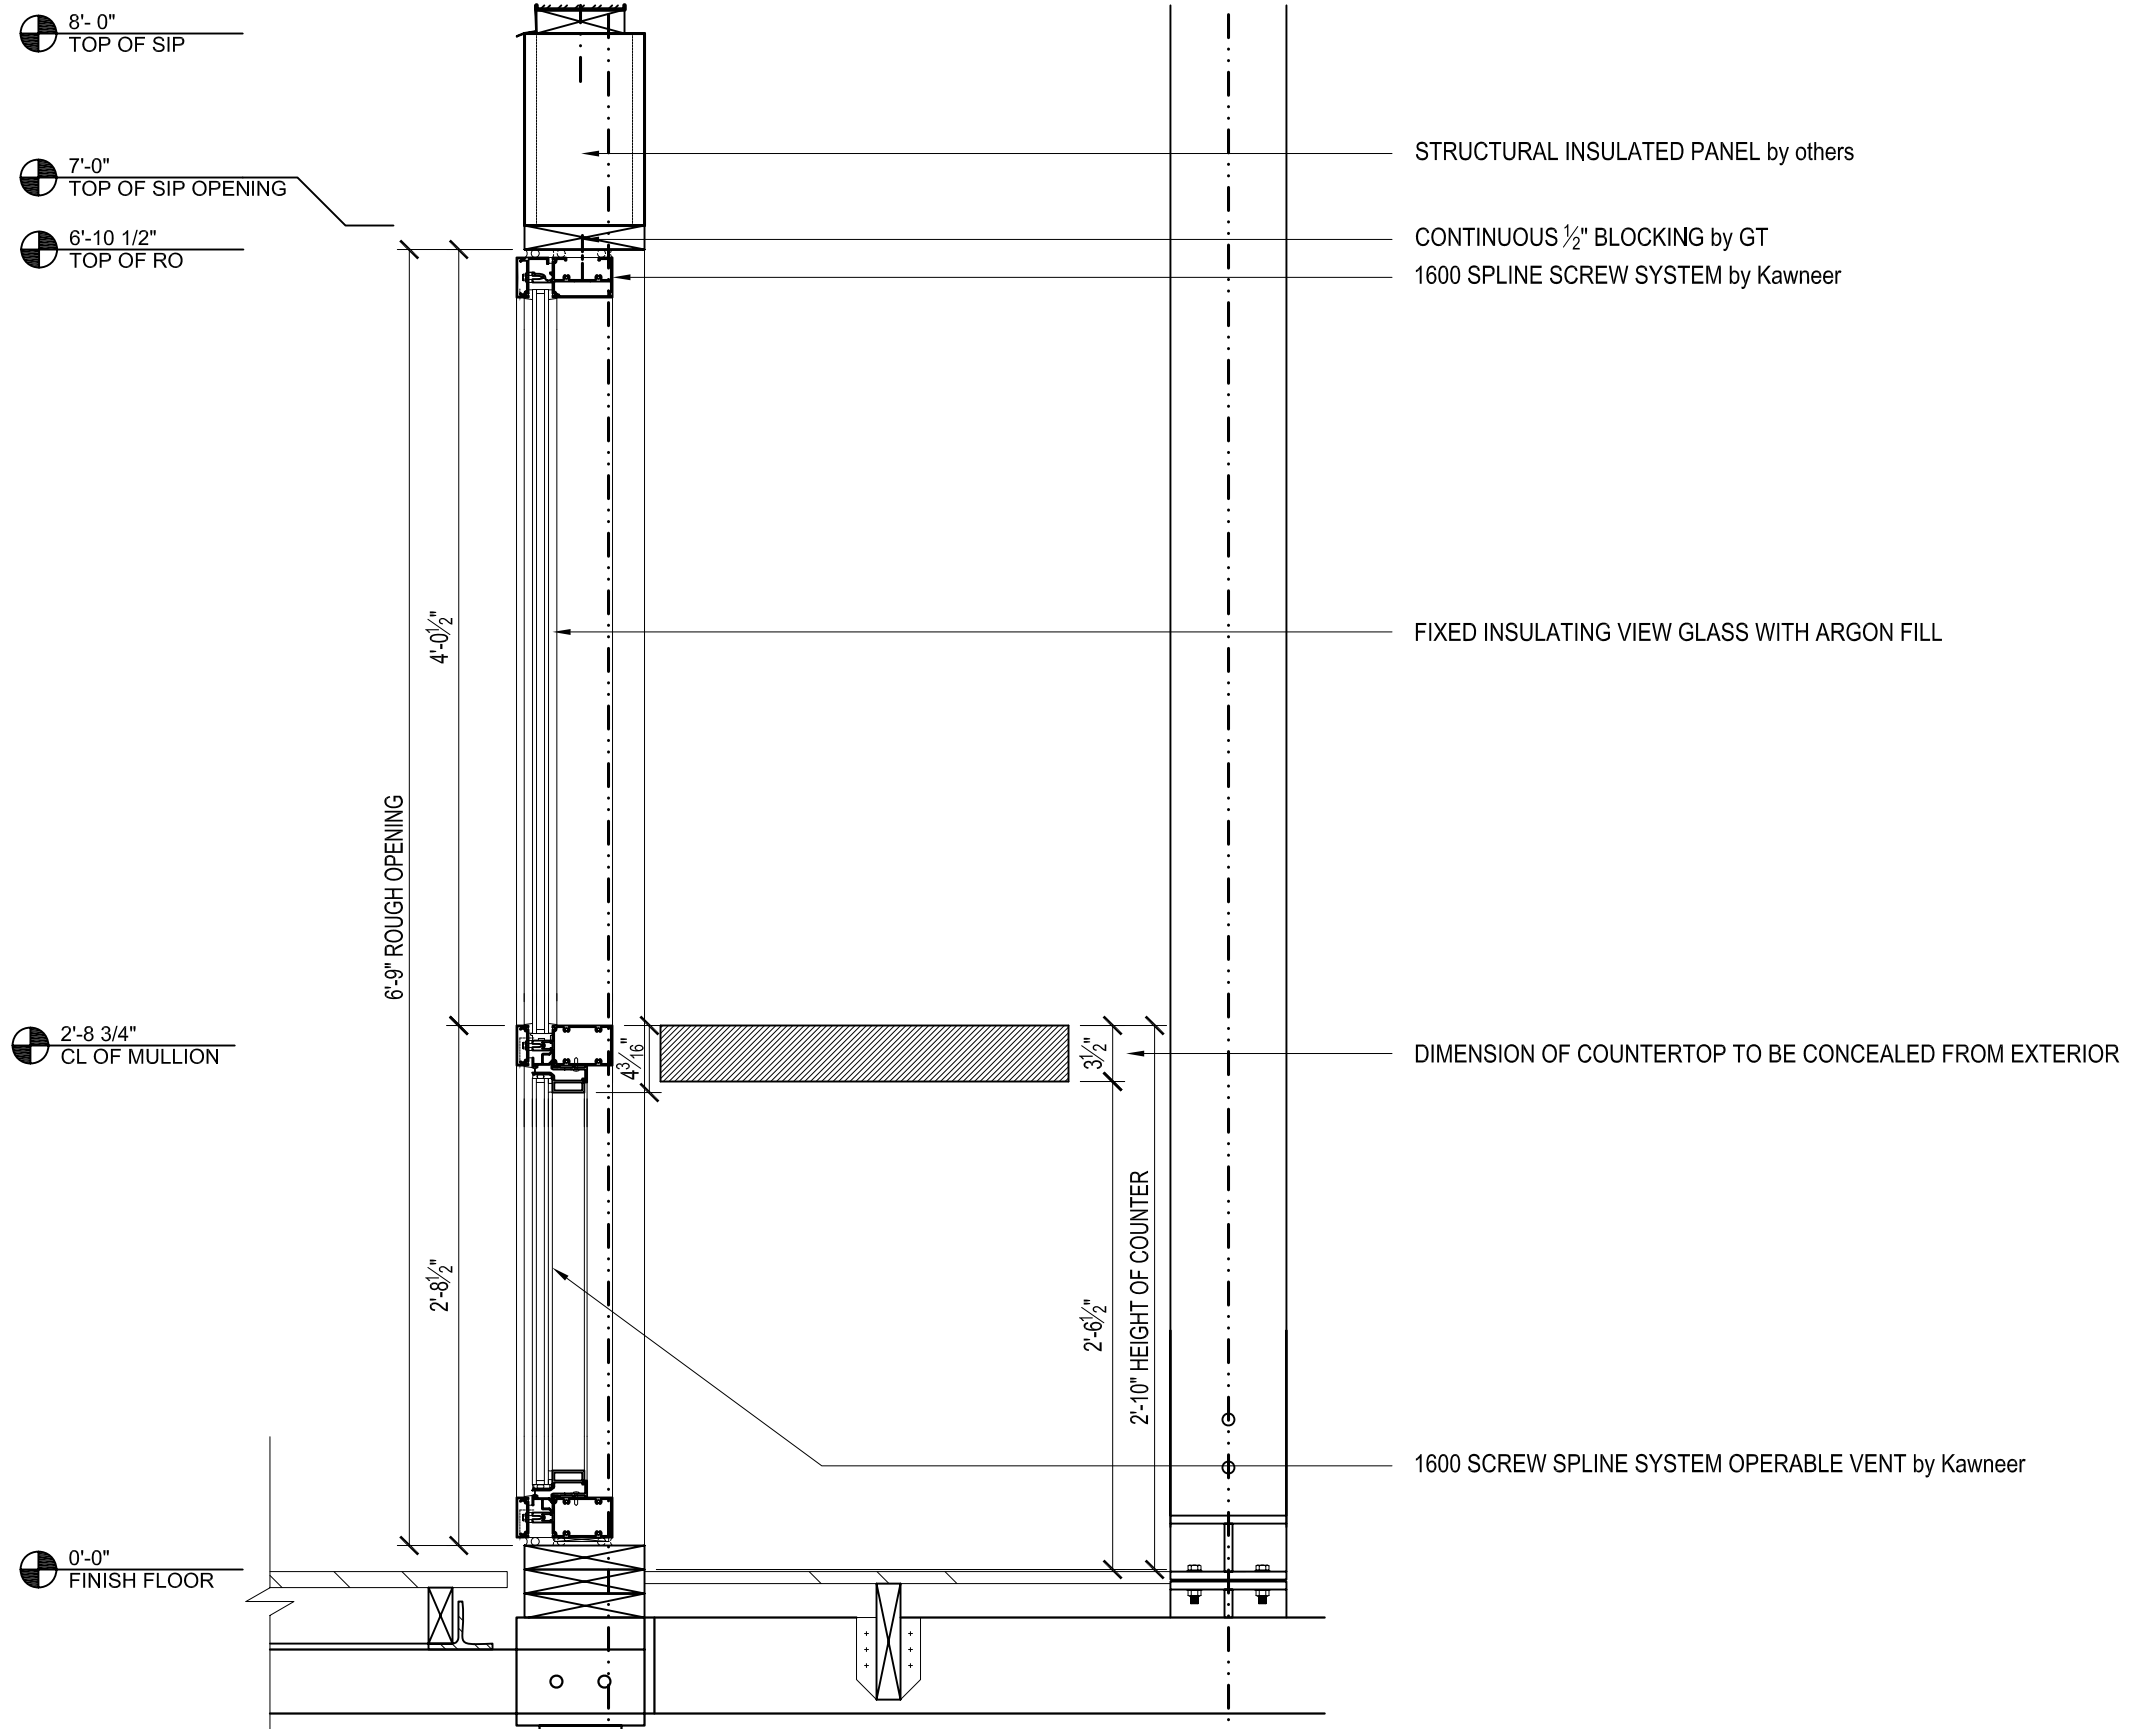 8'- 0"
TOP OF SIP
7'-0"
TOP OF SIP OPENING
6'-10 1/2"
TOP OF RO
2'-8 3/4"
CL OF MULLION
0'-0"
FINISH FLOOR
6'-9" ROUGH OPENING
4'-0½"
2'-8½"
4³⁄₁₆"
3½"
2'-6½"
2'-10" HEIGHT OF COUNTER
STRUCTURAL INSULATED PANEL by others
CONTINUOUS ½" BLOCKING by GT
1600 SPLINE SCREW SYSTEM by Kawneer
FIXED INSULATING VIEW GLASS WITH ARGON FILL
DIMENSION OF COUNTERTOP TO BE CONCEALED FROM EXTERIOR
1600 SCREW SPLINE SYSTEM OPERABLE VENT by Kawneer